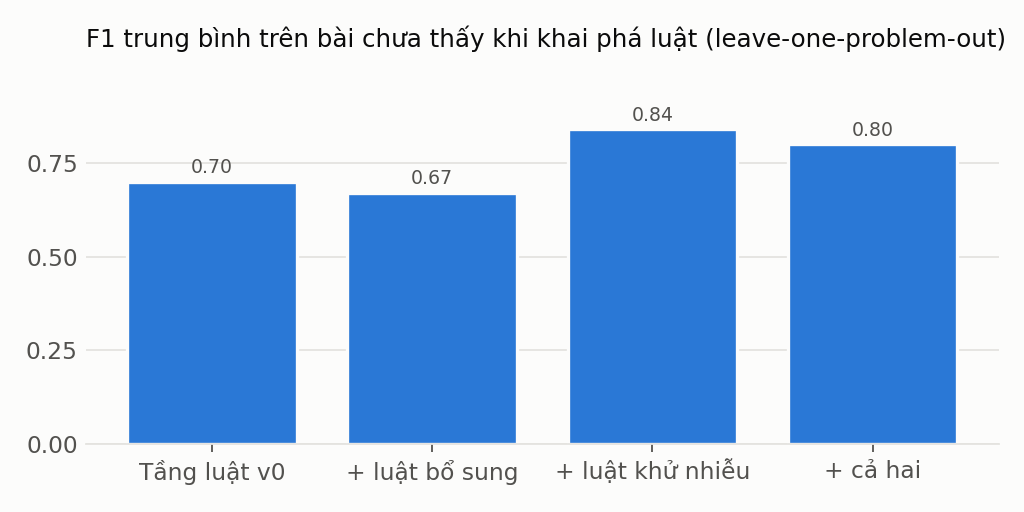 F1 trung bình trên bài chưa thấy khi khai phá luật (leave-one-problem-out)
0.84
0.80
0.75
0.70
0.67
0.50
0.25
0.00
Tầng luật v0
+ luật bổ sung
+ luật khử nhiễu
+ cả hai